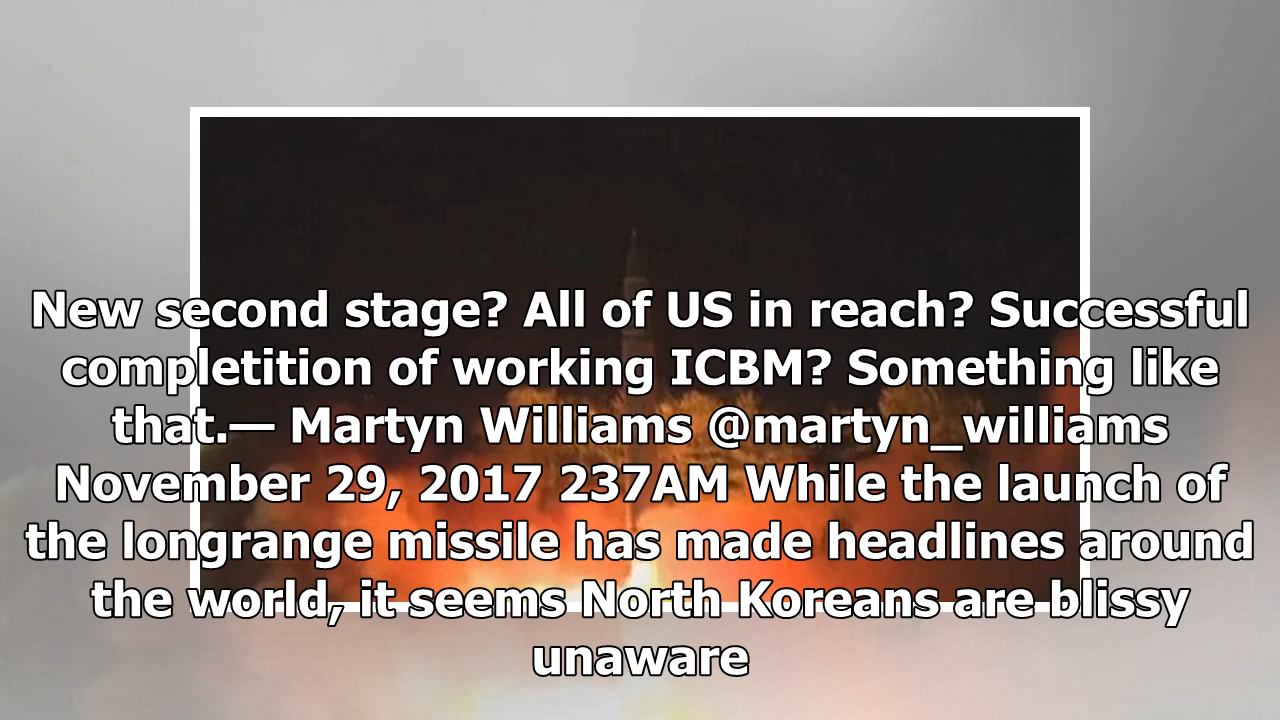 New second stage? All of US in reach? Successful
completition of working ICBM? Something like
that.— Martyn Williams @martyn_williams
November 29, 2017 237AM While the launch of
the longrange missile has made headlines around
the world, it seems North Koreans are blissy
unaware